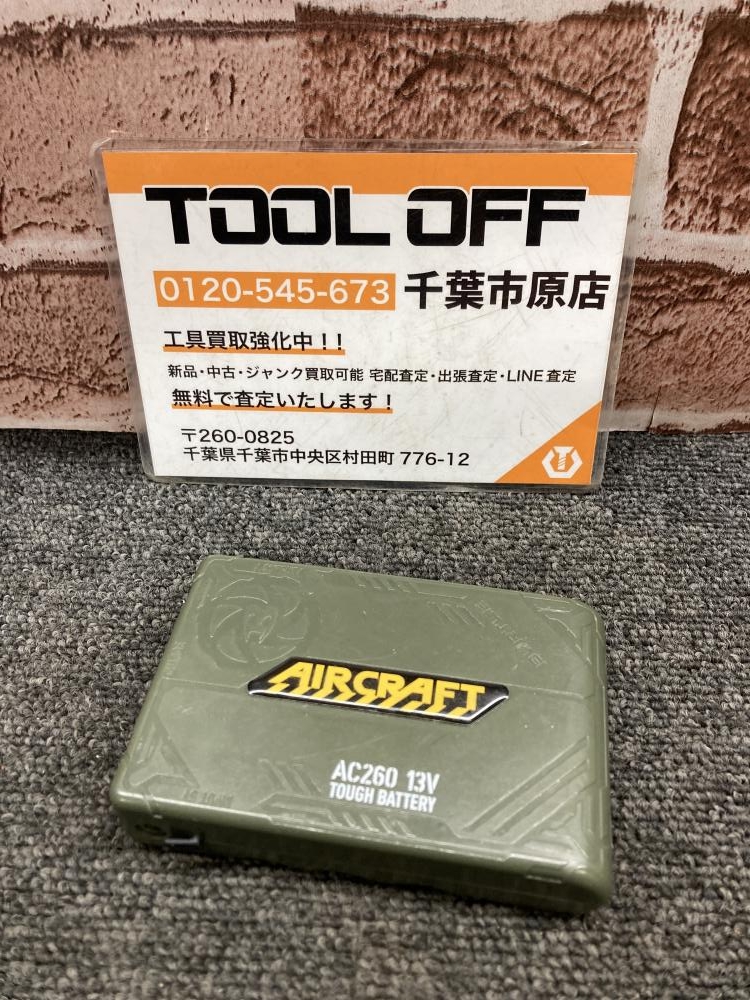 TOOL OFF
0120-545-673 千葉市原店
工具買取強化中！！
新品・中古・ジャンク買取可能 宅配査定・出張査定・LINE査定
無料で査定いたします！
〒260-0825
千葉県千葉市中央区村田町 776-12
AIRCRAFT
AC260 13V
TOUGH BATTERY